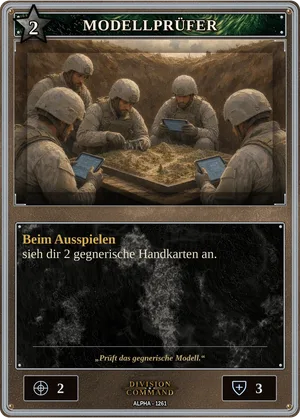 2
MODELLPRÜFER
Beim Ausspielen
sieh dir 2 gegnerische Handkarten an.
„Prüft das gegnerische Modell.“
2
DIVISION
COMMAND
ALPHA - 1261
3